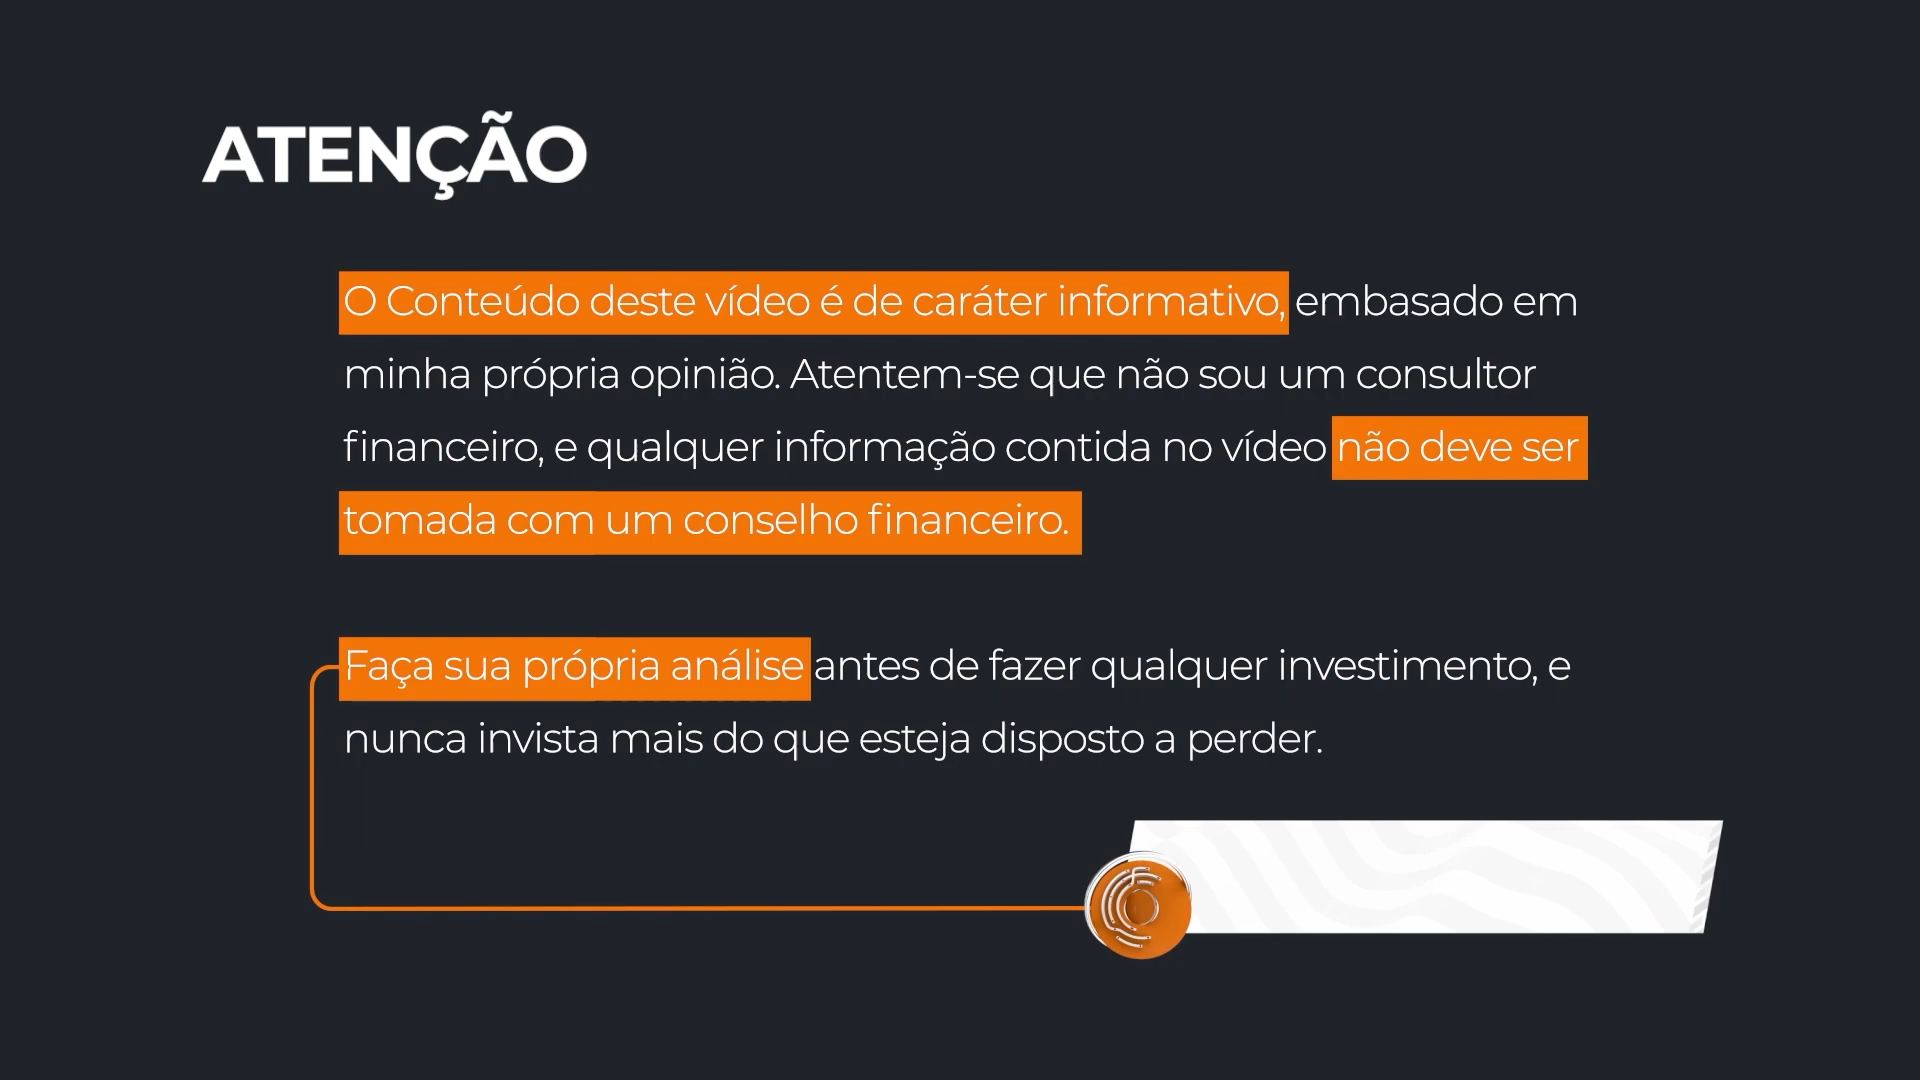 ATENÇÃO
O Conteúdo deste vídeo é de caráter informativo, embasado em
minha própria opinião. Atentem-se que não sou um consultor
financeiro, e qualquer informação contida no vídeo não deve ser
tomada com um conselho financeiro.
Faça sua própria análise antes de fazer qualquer investimento, e
nunca invista mais do que esteja disposto a perder.